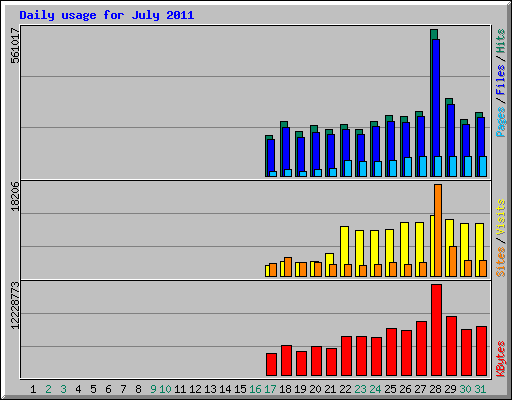 Daily usage for July 2011
561017
Pages / Files / Hits
18206
Sites / Visits
12228773
KBytes
1 2 3 4 5 6 7 8 9 10 11 12 13 14 15 16 17 18 19 20 21 22 23 24 25 26 27 28 29 30 31